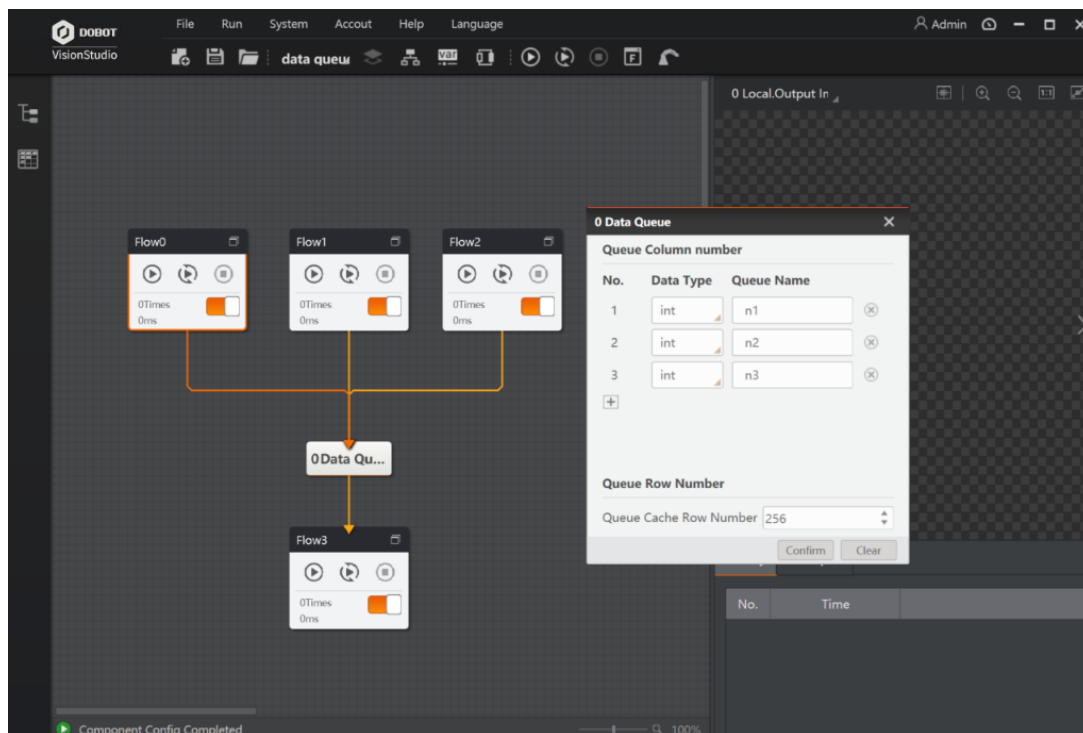 DOBOT
VisionStudio
File Run System Accout Help Language
Admin
data queu
0 Local.Output In
1:1
Flow0
0Times
0ms
Flow1
0Times
0ms
Flow2
0Times
0ms
0Data Qu...
Flow3
0Times
0ms
0 Data Queue
Queue Column number
No. Data Type Queue Name
1 int n1
2 int n2
3 int n3
Queue Row Number
Queue Cache Row Number 256
Confirm Clear
No. Time
Component Config Completed
100%